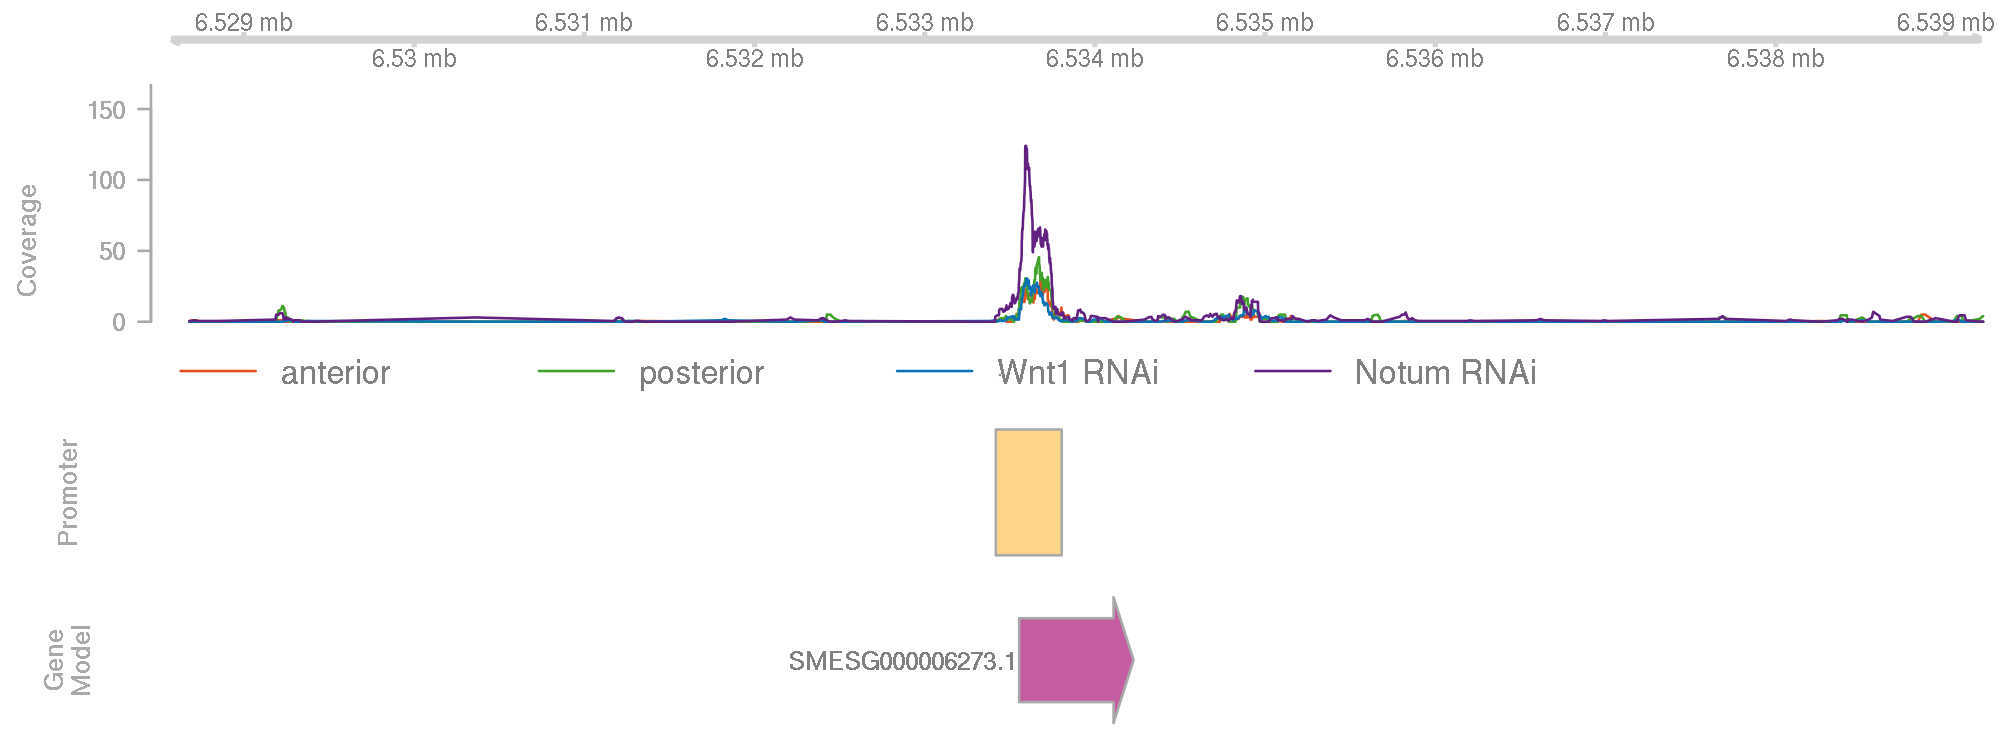 6.529 mb 6.531 mb 6.533 mb 6.535 mb 6.537 mb 6.539 mb
6.53 mb 6.532 mb 6.534 mb 6.536 mb 6.538 mb
150
100
50
0
Coverage
anterior posterior Wnt1 RNAi Notum RNAi
Promoter
Gene
Model
SMESG000006273.1